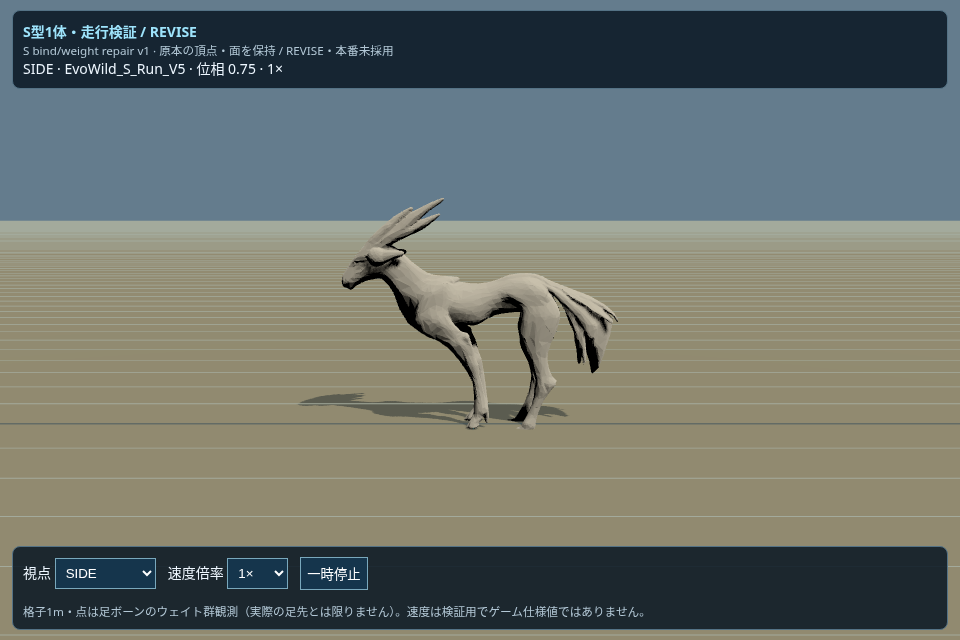 S型1体・走行検証 / REVISE
S bind/weight repair v1 · 原本の頂点・面を保持 / REVISE・本番未採用
SIDE · EvoWild_S_Run_V5 · 位相 0.75 · 1×
視点 SIDE 速度倍率 1× 一時停止
格子1m・点は足ボーンのウェイト群観測（実際の足先とは限りません）。速度は検証用でゲーム仕様値ではありません。